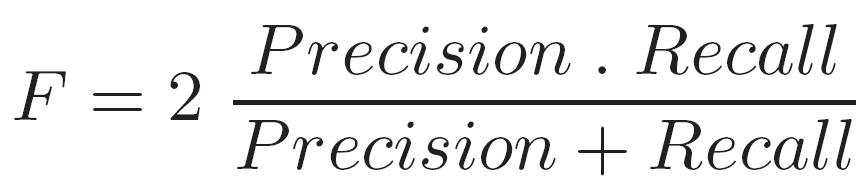 F = 2 Precision . Recall
Precision + Recall